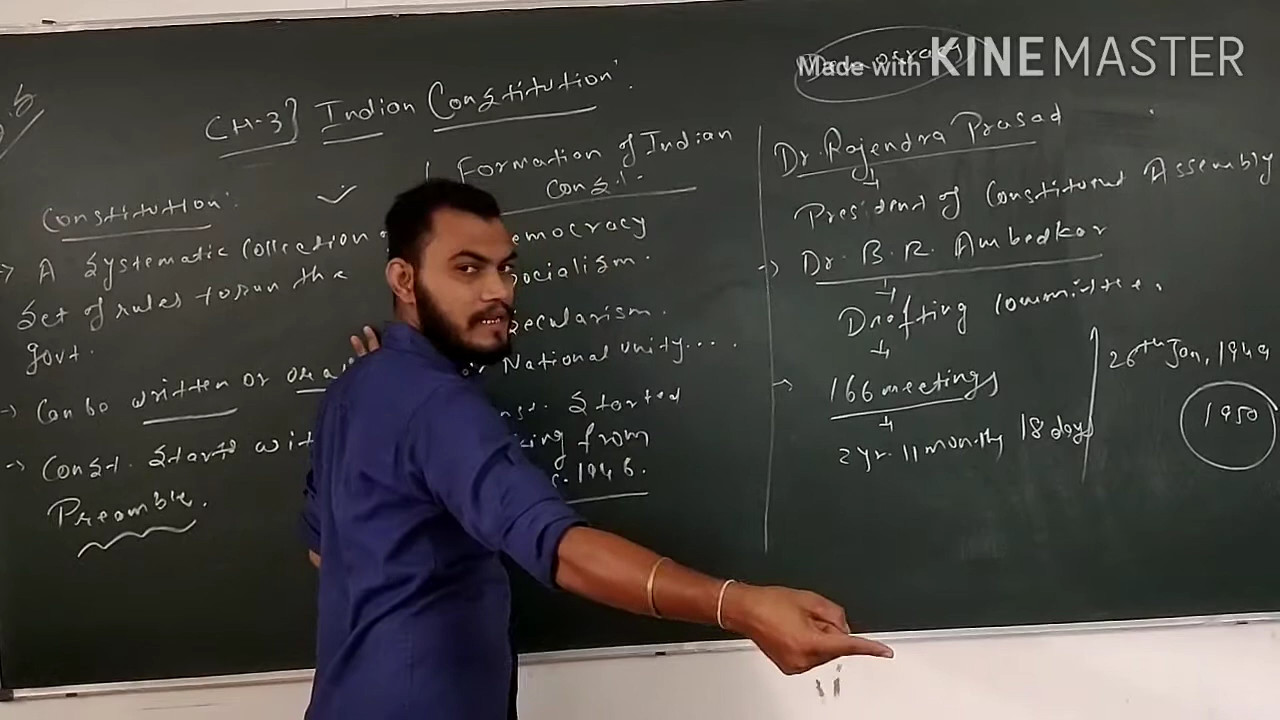 Made with KINEMASTER
CH-3] Indian Constitution:
Constitution:
→ A Systematic Collection
Set of rules to run the
Govt.
→ Can be written or
→ Const. Starts
Preamble.
Formation of Indian
Const.
emocracy
ocialism.
ecularism.
National unity....
Started
king from
1946.
Dr. Rajendra Prasad
President of Constituent Assembly
→ Dr. B. R. Ambedkar
Drafting Committee.
→ 166 meetings
2 yr. 11 months 18 days
26th Jan, 1949
1950